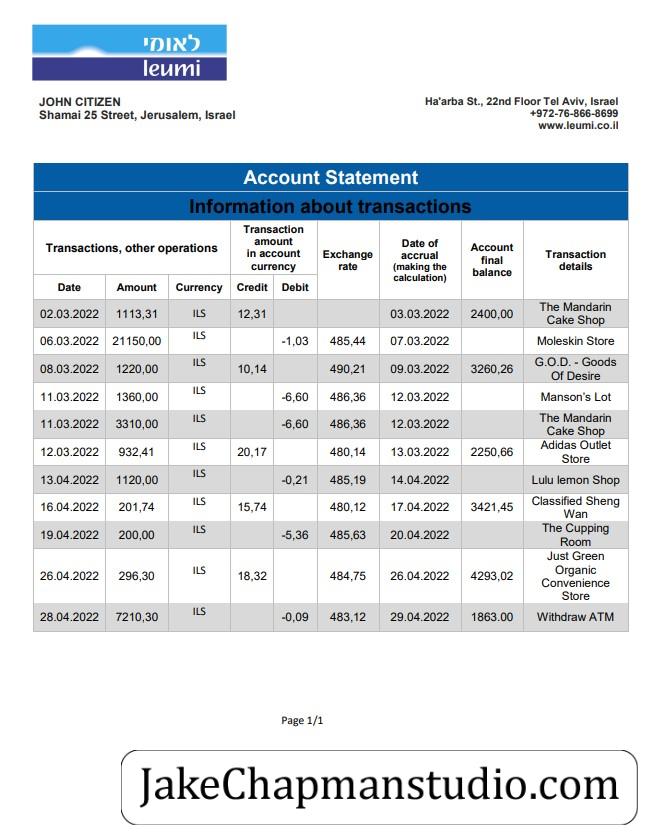 לאומי
leumi
JOHN CITIZEN
Shamai 25 Street, Jerusalem, Israel
Ha'arba St., 22nd Floor Tel Aviv, Israel
+972-76-866-8699
www.leumi.co.il
Account Statement
Information about transactions
Transactions, other operations
Transaction
amount
in account
currency
Exchange
rate
Date of
accrual
(making the
calculation)
Account
final
balance
Transaction
details
Date Amount Currency Credit Debit
02.03.2022 1113,31 ILS 12,31 03.03.2022 2400,00 The Mandarin
Cake Shop
06.03.2022 21150,00 ILS -1,03 485,44 07.03.2022 Moleskin Store
08.03.2022 1220,00 ILS 10,14 490,21 09.03.2022 3260,26 G.O.D. - Goods
Of Desire
11.03.2022 1360,00 ILS -6,60 486,36 12.03.2022 Manson's Lot
11.03.2022 3310,00 ILS -6,60 486,36 12.03.2022 The Mandarin
Cake Shop
12.03.2022 932,41 ILS 20,17 480,14 13.03.2022 2250,66 Adidas Outlet
Store
13.04.2022 1120,00 ILS -0,21 485,19 14.04.2022 Lulu lemon Shop
16.04.2022 201,74 ILS 15,74 480,12 17.04.2022 3421,45 Classified Sheng
Wan
19.04.2022 200,00 ILS -5,36 485,63 20.04.2022 The Cupping
Room
26.04.2022 296,30 ILS 18,32 484,75 26.04.2022 4293,02 Just Green
Organic
Convenience
Store
28.04.2022 7210,30 ILS -0,09 483,12 29.04.2022 1863.00 Withdraw ATM
Page 1/1
JakeChapmanstudio.com